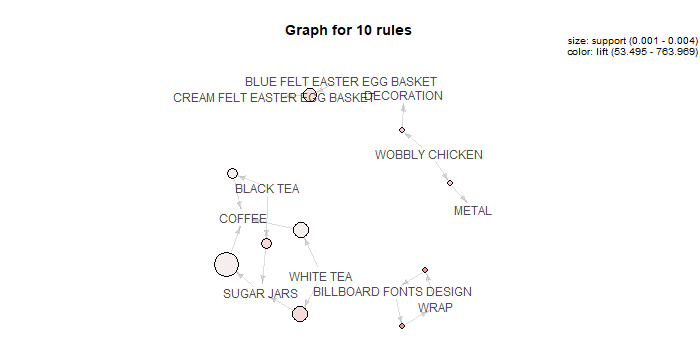 Graph for 10 rules
size: support (0.001 - 0.004)
color: lift (53.495 - 763.969)
BLUE FELT EASTER EGG BASKET
CREAM FELT EASTER EGG BASKET
DECORATION
WOBBLY CHICKEN
BLACK TEA
METAL
COFFEE
WHITE TEA
SUGAR JARS
BILLBOARD FONTS DESIGN
WRAP